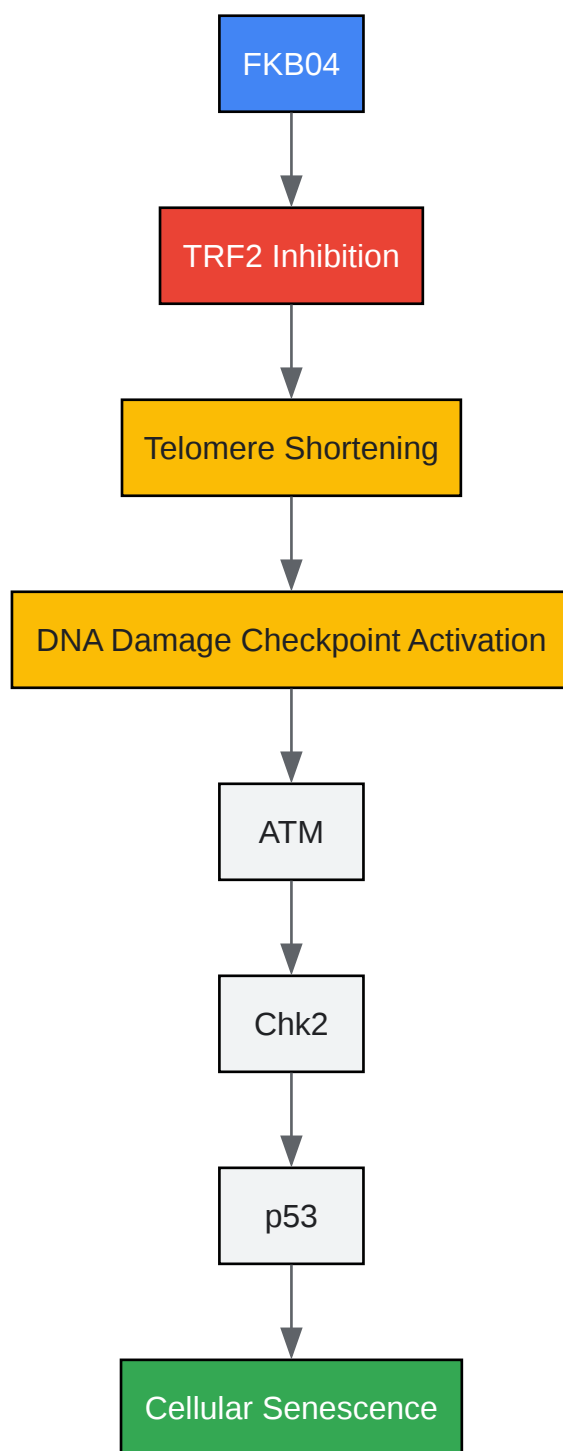 FKB04
TRF2 Inhibition
Telomere Shortening
DNA Damage Checkpoint Activation
ATM
Chk2
p53
Cellular Senescence